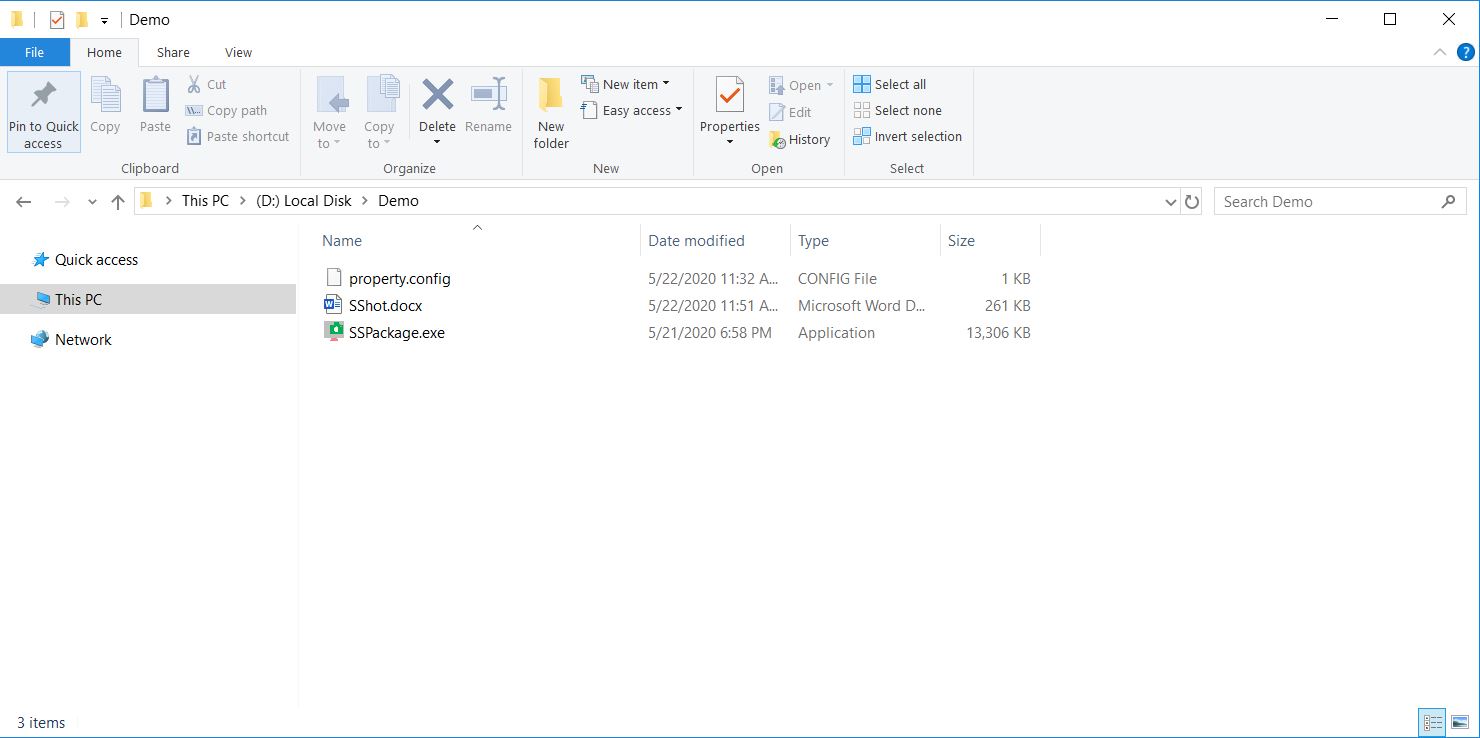 Demo
File Home Share View
Pin to Quick access
Copy
Paste
Cut
Copy path
Paste shortcut
Clipboard
Move to
Copy to
Delete
Rename
Organize
New folder
New item
Easy access
New
Properties
Open
Edit
History
Open
Select all
Select none
Invert selection
Select
This PC > (D:) Local Disk > Demo
Search Demo
Quick access
This PC
Network
Name Date modified Type Size
property.config 5/22/2020 11:32 A... CONFIG File 1 KB
SShot.docx 5/22/2020 11:51 A... Microsoft Word D... 261 KB
SSPackage.exe 5/21/2020 6:58 PM Application 13,306 KB
3 items